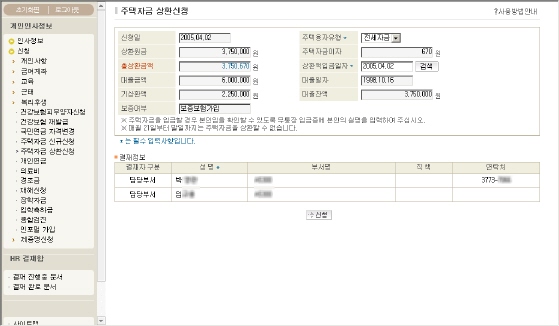 초기화면 로그아웃
개인인사정보
인사정보
신청
개인사항
급여계좌
교육
근태
복리후생
건강보험피부양자신청
건강보험 재발급
국민연금 자격변경
주택자금 신규신청
주택자금 상환신청
개인연금
의료비
경조금
재해신청
장학자금
입학축하금
종합검진
인포멀 가입
제증명신청
HR 결재함
결재 진행중 문서
결재 완료 문서
사이트맵
주택자금 상환신청
?사용방법안내
신청일 2005.04.02 주택자금유형 전세자금
상환원금 3,750,000 원 주택자금이자 670 원
총상환금액 3,750,670 원 상환적입금일자 2005.04.02 검색
대출금액 6,000,000 원 대출일자 1998.10.16
기상환액 2,250,000 원 대출잔액 3,750,000 원
보증여부 보증보험가입
※ 주택자금을 입금할 경우 본인임을 확인할 수 있도록 무통장 입금증에 본인의 실명을 입력하여 주십시오.
※ 매월 21일부터 말일까지는 주택자금을 상환할 수 없습니다.
는 필수 입력사항입니다.
결재정보
결재자 구분 성 명 부서명 직 책 연락처
담당부서 박 3779-
담당부서 임
신청